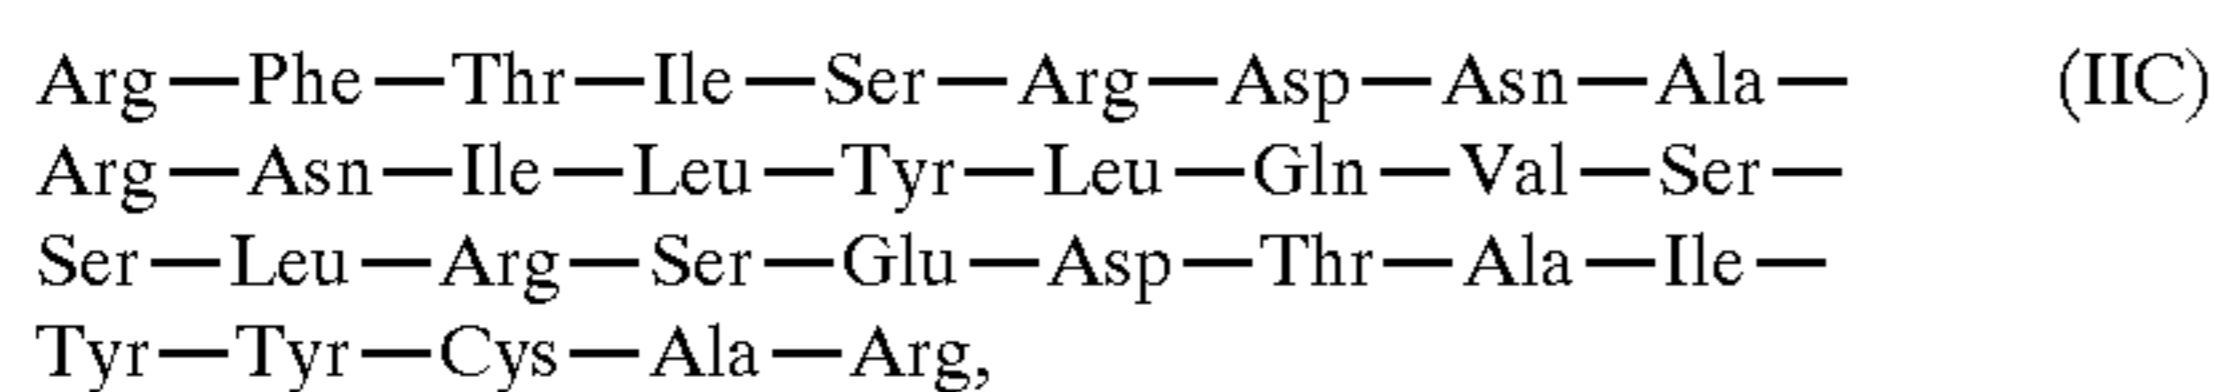 Arg—Phe—Thr—Ile—Ser—Arg—Asp—Asn—Ala— (IIC)
Arg—Asn—Ile—Leu—Tyr—Leu—Gln—Val—Ser—
Ser—Leu—Arg—Ser—Glu—Asp—Thr—Ala—Ile—
Tyr—Tyr—Cys—Ala—Arg,